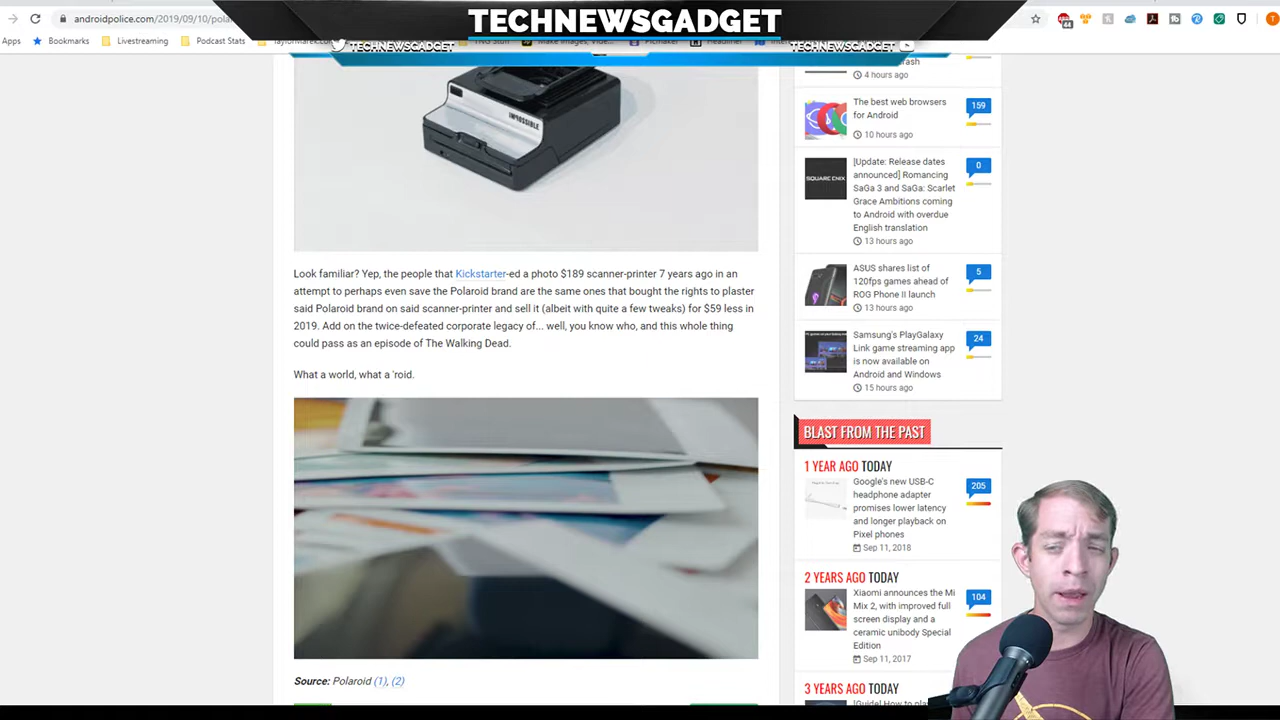 TECHNEWSGADGET
androidpolice.com/2019/09/10/pola
Apps
Bookmarks
Livestreaming
Podcast Stats
TECHNEWSGADGET
TECHNEWSGADGET
IMPOSSIBLE
Look familiar? Yep, the people that Kickstarter-ed a photo $189 scanner-printer 7 years ago in an
attempt to perhaps even save the Polaroid brand are the same ones that bought the rights to plaster
said Polaroid brand on said scanner-printer and sell it (albeit with quite a few tweaks) for $59 less in
2019. Add on the twice-defeated corporate legacy of... well, you know who, and this whole thing
could pass as an episode of The Walking Dead.
What a world, what a 'roid.
Source: Polaroid (1), (2)
4 hours ago
The best web browsers
for Android
159
10 hours ago
SQUARE ENIX
[Update: Release dates
announced] Romancing
SaGa 3 and SaGa: Scarlet
Grace Ambitions coming
to Android with overdue
English translation
0
13 hours ago
ASUS shares list of
120fps games ahead of
ROG Phone II launch
5
13 hours ago
Samsung's PlayGalaxy
Link game streaming app
is now available on
Android and Windows
24
15 hours ago
BLAST FROM THE PAST
1 YEAR AGO TODAY
Google's new USB-C
headphone adapter
promises lower latency
and longer playback on
Pixel phones
205
Sep 11, 2018
2 YEARS AGO TODAY
Xiaomi announces the Mi
Mix 2, with improved full
screen display and a
ceramic unibody Special
Edition
104
Sep 11, 2017
3 YEARS AGO TODAY